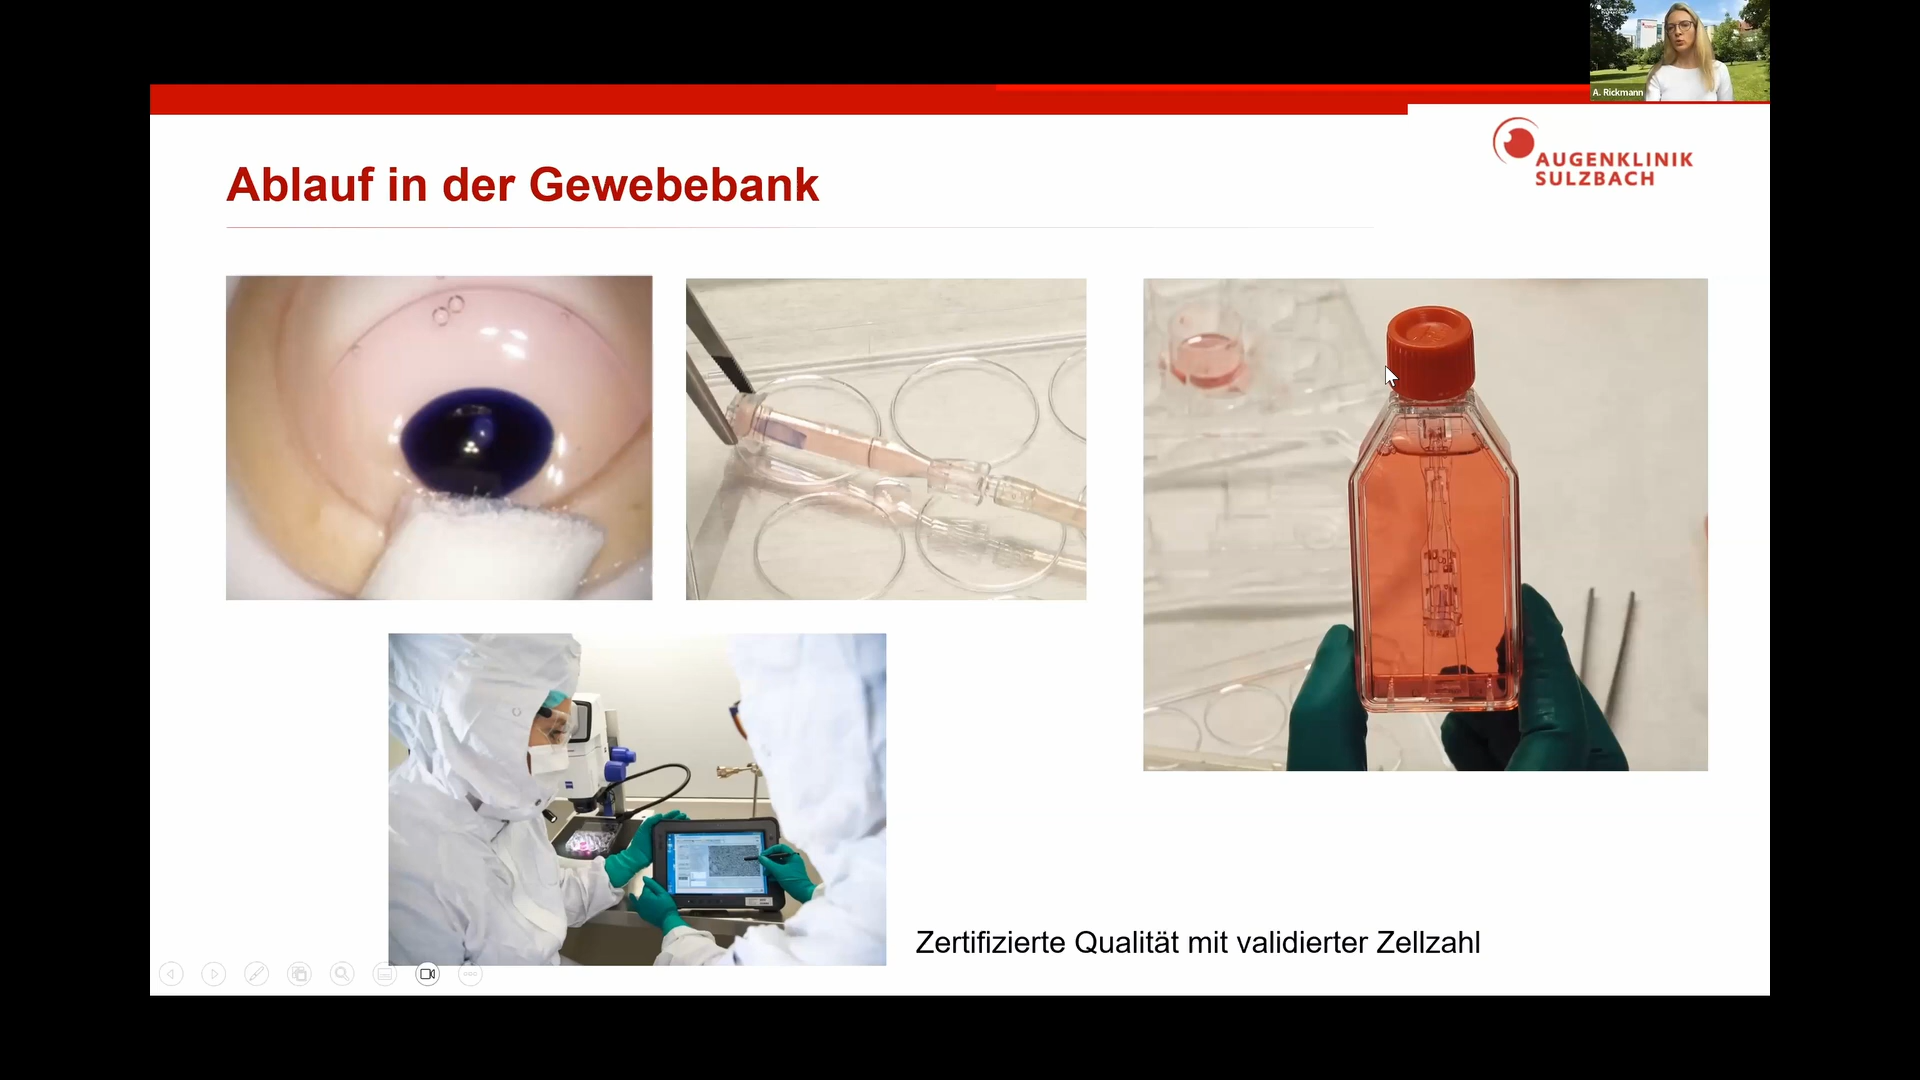 A. Rickmann
AUGENKLINIK
SULZBACH
Ablauf in der Gewebebank
Zertifizierte Qualität mit validierter Zellzahl